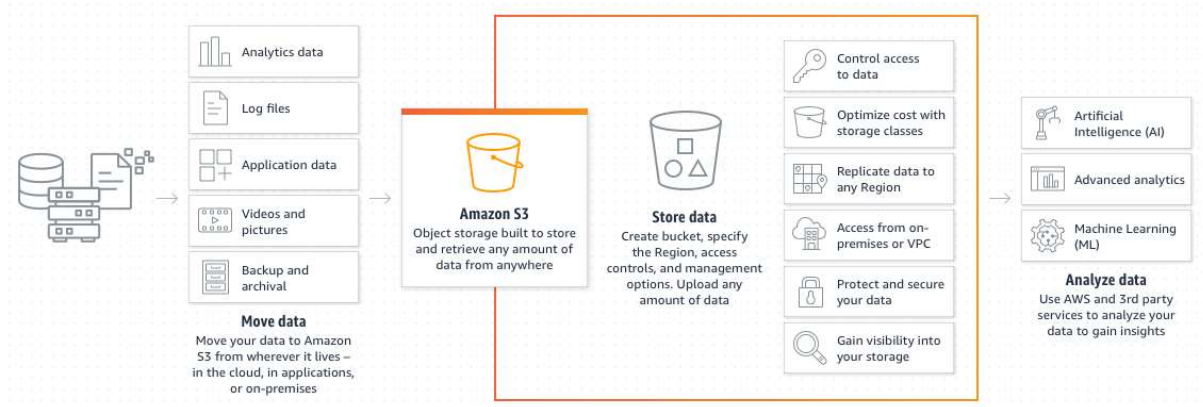 Analytics data
Log files
Application data
Videos and
pictures
Backup and
archival
Move data
Move your data to Amazon
S3 from wherever it lives –
in the cloud, in applications,
or on-premises
Amazon S3
Object storage built to store
and retrieve any amount of
data from anywhere
Store data
Create bucket, specify
the Region, access
controls, and management
options. Upload any
amount of data
Control access
to data
Optimize cost with
storage classes
Replicate data to
any Region
Access from on-
premises or VPC
Protect and secure
your data
Gain visibility into
your storage
Artificial
Intelligence (AI)
Advanced analytics
Machine Learning
(ML)
Analyze data
Use AWS and 3rd party
services to analyze your
data to gain insights